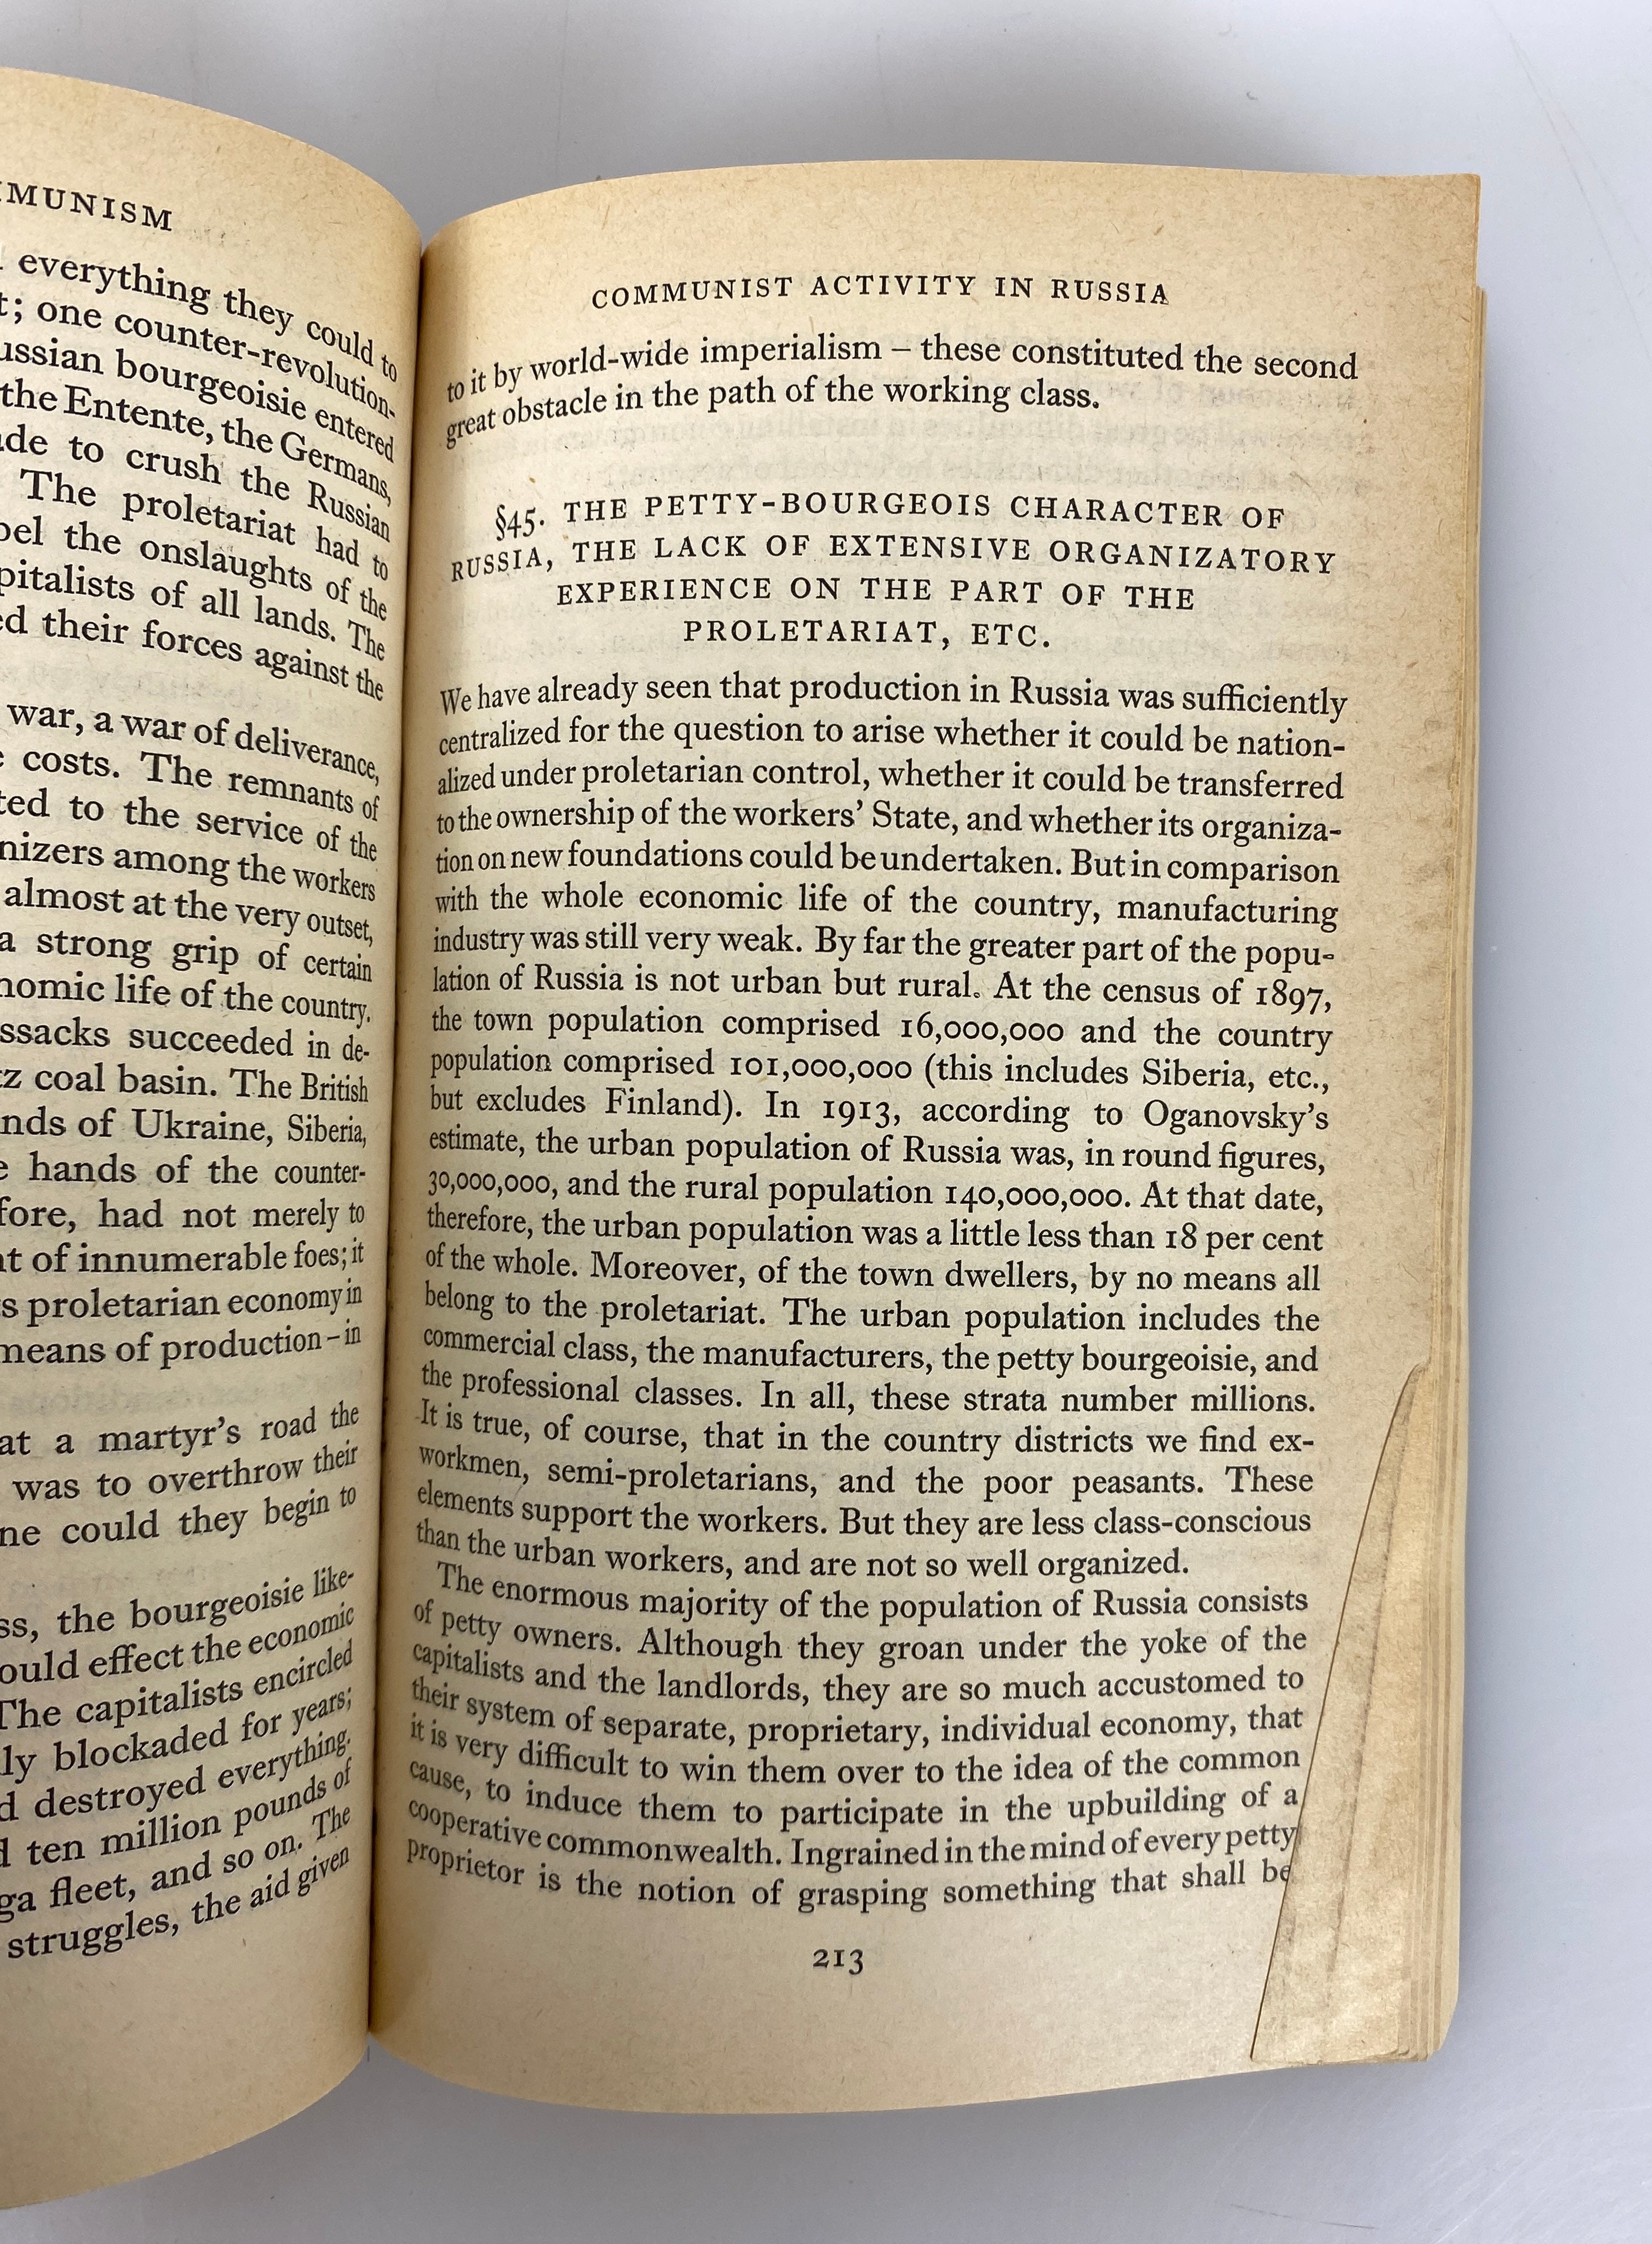 MMUNISM
everything they could to
t; one counter-revolution-
ussian bourgeoisie entered
the Entente, the Germans,
de to crush the Russian
The proletariat had to
pel the onslaughts of the
pitalists of all lands. The
ed their forces against the
war, a war of deliverance,
costs. The remnants of
ted to the service of the
nizers among the workers
almost at the very outset,
a strong grip of certain
nomic life of the country.
ssacks succeeded in de-
tz coal basin. The British
nds of Ukraine, Siberia,
e hands of the counter-
fore, had not merely to
nt of innumerable foes; it
s proletarian economy in
means of production – in
at a martyr's road the
was to overthrow their
ne could they begin to
ss, the bourgeoisie like-
ould effect the economic
The capitalists encircled
ly blockaded for years;
d destroyed everything.
d ten million pounds of
ga fleet, and so on. The
struggles, the aid given
COMMUNIST ACTIVITY IN RUSSIA
to it by world-wide imperialism – these constituted the second
great obstacle in the path of the working class.
§45. THE PETTY-BOURGEOIS CHARACTER OF
RUSSIA, THE LACK OF EXTENSIVE ORGANIZATORY
EXPERIENCE ON THE PART OF THE
PROLETARIAT, ETC.
We have already seen that production in Russia was sufficiently
centralized for the question to arise whether it could be nation-
alized under proletarian control, whether it could be transferred
to the ownership of the workers' State, and whether its organiza-
tion on new foundations could be undertaken. But in comparison
with the whole economic life of the country, manufacturing
industry was still very weak. By far the greater part of the popu-
lation of Russia is not urban but rural. At the census of 1897,
the town population comprised 16,000,000 and the country
population comprised 101,000,000 (this includes Siberia, etc.,
but excludes Finland). In 1913, according to Oganovsky's
estimate, the urban population of Russia was, in round figures,
30,000,000, and the rural population 140,000,000. At that date,
therefore, the urban population was a little less than 18 per cent
of the whole. Moreover, of the town dwellers, by no means all
belong to the proletariat. The urban population includes the
commercial class, the manufacturers, the petty bourgeoisie, and
the professional classes. In all, these strata number millions.
It is true, of course, that in the country districts we find ex-
workmen, semi-proletarians, and the poor peasants. These
elements support the workers. But they are less class-conscious
than the urban workers, and are not so well organized.
The enormous majority of the population of Russia consists
of petty owners. Although they groan under the yoke of the
capitalists and the landlords, they are so much accustomed to
their system of separate, proprietary, individual economy, that
it is very difficult to win them over to the idea of the common
cause, to induce them to participate in the upbuilding of a
cooperative commonwealth. Ingrained in the mind of every petty
proprietor is the notion of grasping something that shall be
213